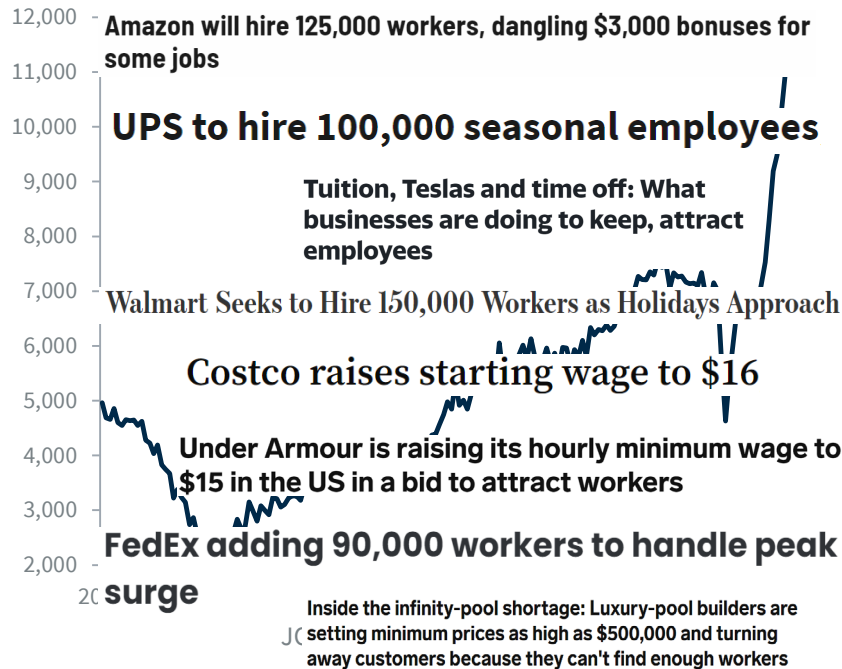 12,000
Amazon will hire 125,000 workers, dangling $3,000 bonuses for
some jobs
11,000
10,000
UPS to hire 100,000 seasonal employees
9,000
Tuition, Teslas and time off: What
businesses are doing to keep, attract
employees
8,000
7,000
Walmart Seeks to Hire 150,000 Workers as Holidays Approach
6,000
Costco raises starting wage to $16
5,000
4,000
Under Armour is raising its hourly minimum wage to
$15 in the US in a bid to attract workers
3,000
FedEx adding 90,000 workers to handle peak
surge
2,000
Inside the infinity-pool shortage: Luxury-pool builders are
setting minimum prices as high as $500,000 and turning
away customers because they can't find enough workers